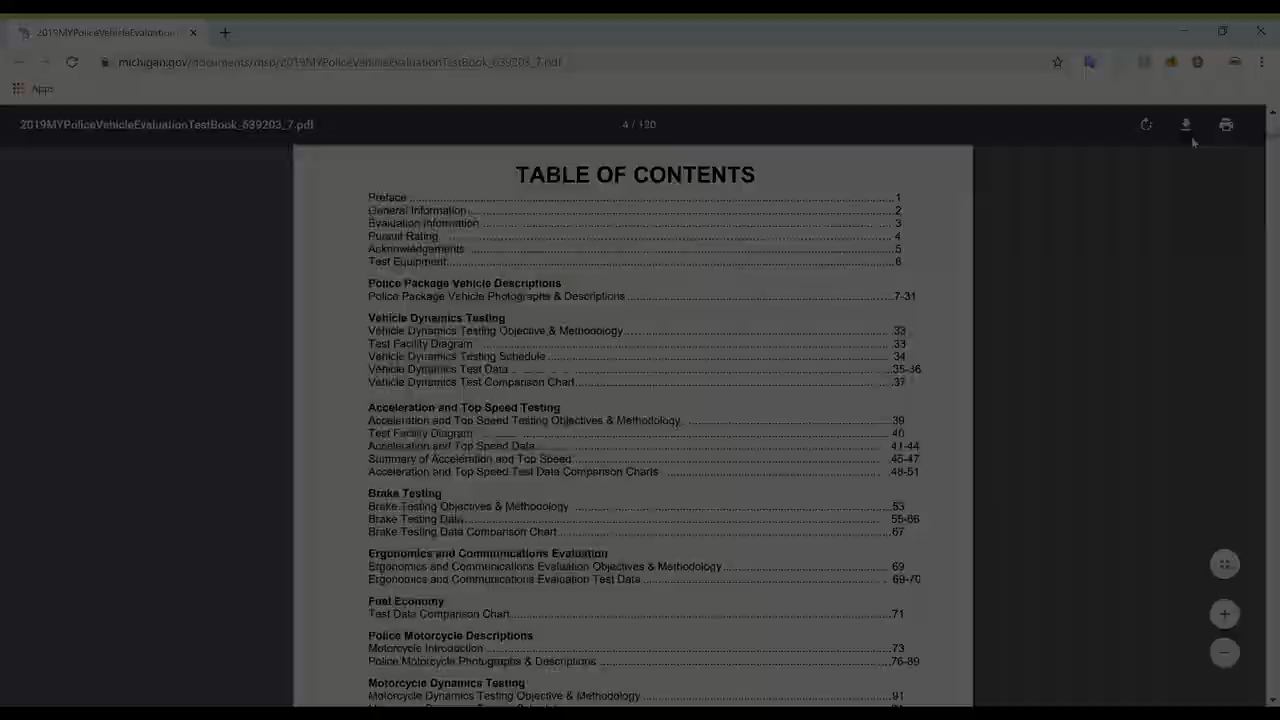 2019MYPoliceVehicleEvaluation
michigan.gov/documents/msp/2019MYPoliceVehicleEvaluationTestBook_639203_7.pdf
Apps
2019MYPoliceVehicleEvaluationTestBook_639203_7.pdf
4 / 120
TABLE OF CONTENTS
Preface 1
General Information 2
Evaluation Information 3
Pursuit Rating 4
Acknowledgements 5
Test Equipment 6
Police Package Vehicle Descriptions
Police Package Vehicle Photographs & Descriptions 7-31
Vehicle Dynamics Testing
Vehicle Dynamics Testing Objective & Methodology 33
Test Facility Diagram 33
Vehicle Dynamics Testing Schedule 34
Vehicle Dynamics Test Data 35-36
Vehicle Dynamics Test Comparison Chart 37
Acceleration and Top Speed Testing
Acceleration and Top Speed Testing Objectives & Methodology 39
Test Facility Diagram 40
Acceleration and Top Speed Data 41-44
Summary of Acceleration and Top Speed 45-47
Acceleration and Top Speed Test Data Comparison Charts 48-51
Brake Testing
Brake Testing Objectives & Methodology 53
Brake Testing Data 55-66
Brake Testing Data Comparison Chart 67
Ergonomics and Communications Evaluation
Ergonomics and Communications Evaluation Objectives & Methodology 69
Ergonomics and Communications Evaluation Test Data 69-70
Fuel Economy
Test Data Comparison Chart 71
Police Motorcycle Descriptions
Motorcycle Introduction 73
Police Motorcycle Photographs & Descriptions 76-89
Motorcycle Dynamics Testing
Motorcycle Dynamics Testing Objective & Methodology 91